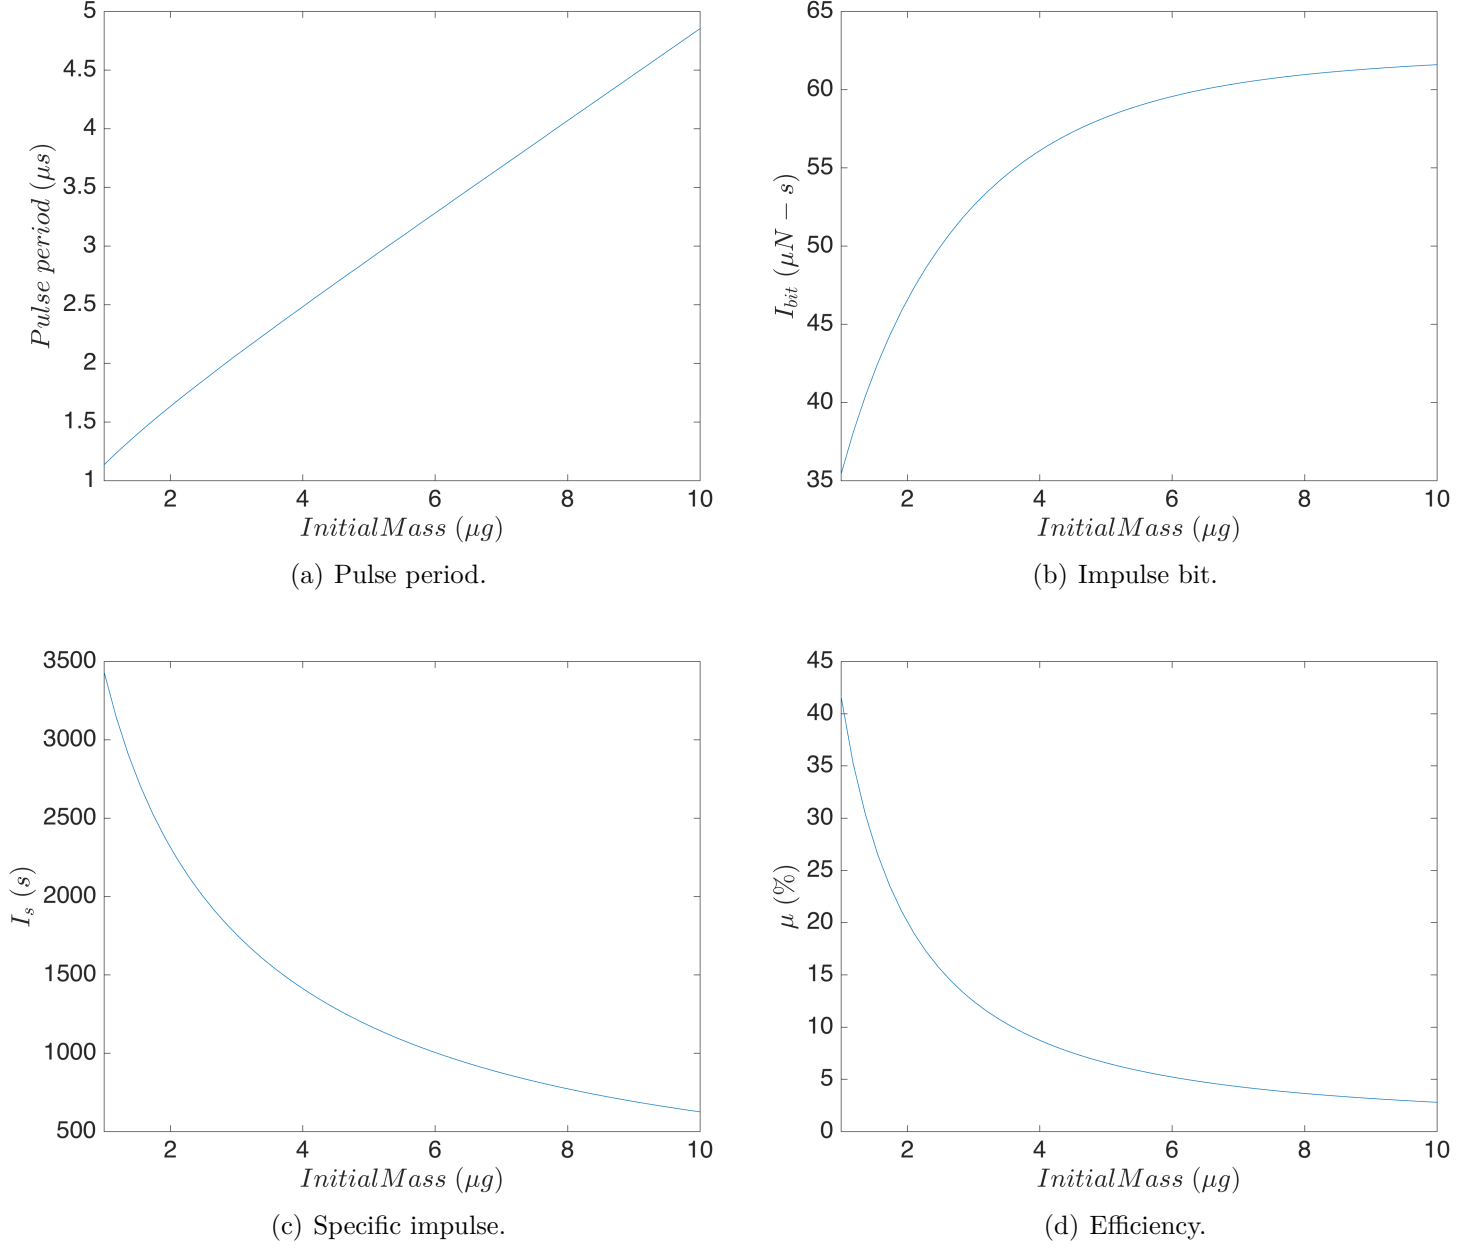 5
4.5
4
3.5
3
2.5
2
1.5
1
Pulse period (μs)
2 4 6 8 10
InitialMass (μg)
(a) Pulse period.
65
60
55
50
45
40
35
I_bit (μN − s)
2 4 6 8 10
InitialMass (μg)
(b) Impulse bit.
3500
3000
2500
2000
1500
1000
500
I_s (s)
2 4 6 8 10
InitialMass (μg)
(c) Specific impulse.
45
40
35
30
25
20
15
10
5
0
μ (%)
2 4 6 8 10
InitialMass (μg)
(d) Efficiency.